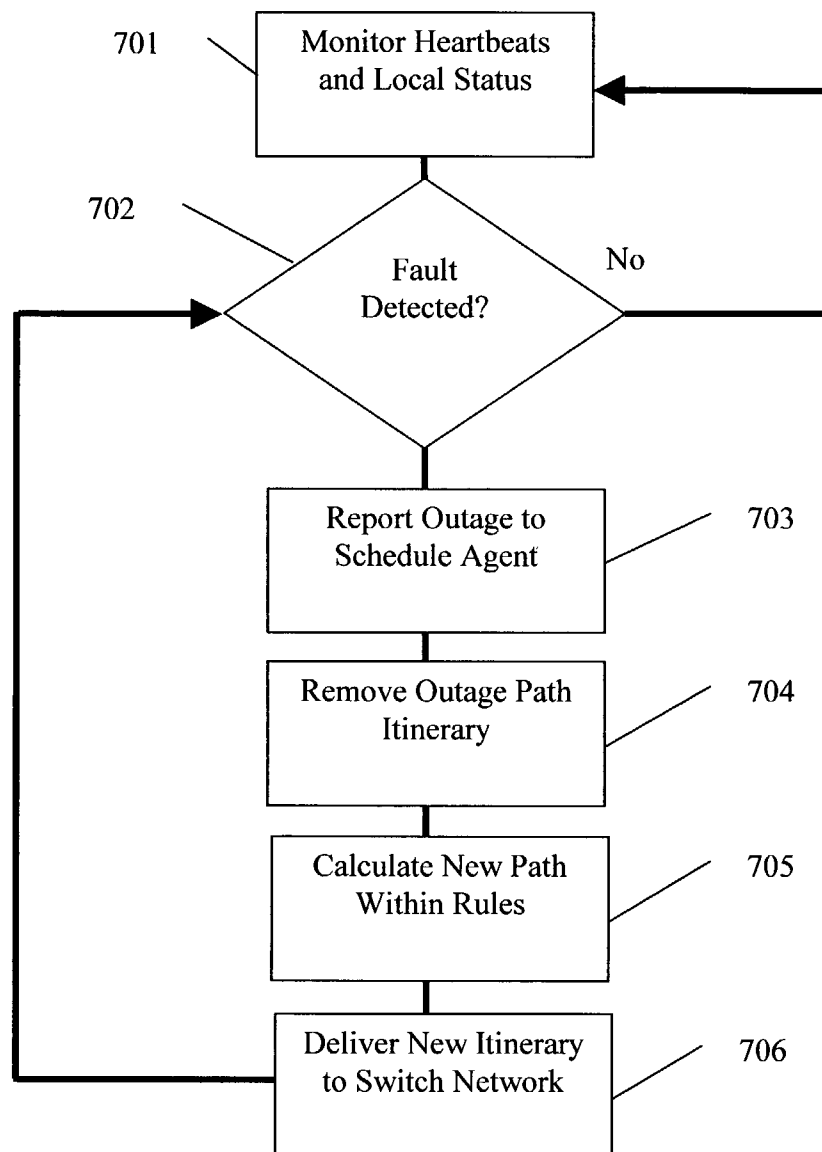 701
Monitor Heartbeats
and Local Status
702
Fault
Detected?
No
Report Outage to
Schedule Agent
703
Remove Outage Path
Itinerary
704
Calculate New Path
Within Rules
705
Deliver New Itinerary
to Switch Network
706